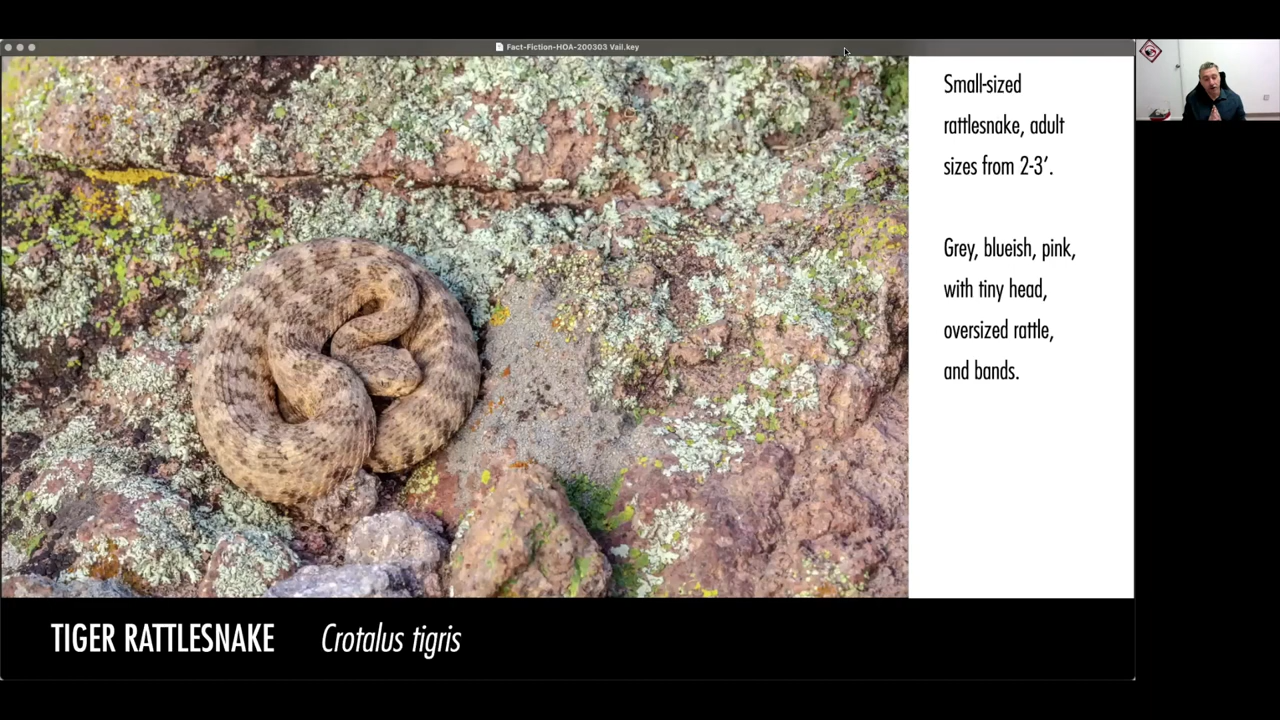 Fact-Fiction-HOA-200303 Vail.key
Small-sized
rattlesnake, adult
sizes from 2-3’.
Grey, blueish, pink,
with tiny head,
oversized rattle,
and bands.
TIGER RATTLESNAKE Crotalus tigris